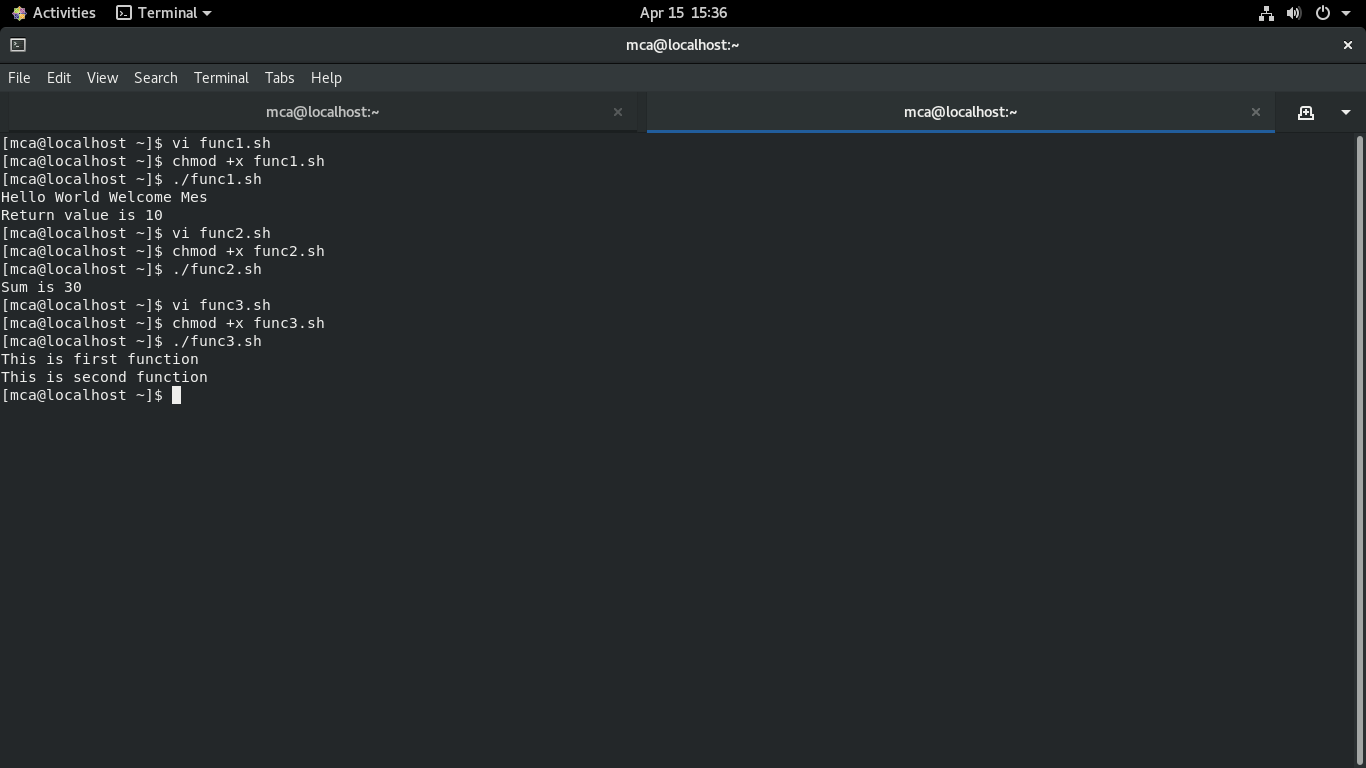 Activities Terminal Apr 15 15:36
mca@localhost:~
File Edit View Search Terminal Tabs Help
mca@localhost:~ mca@localhost:~
[mca@localhost ~]$ vi func1.sh
[mca@localhost ~]$ chmod +x func1.sh
[mca@localhost ~]$ ./func1.sh
Hello World Welcome Mes
Return value is 10
[mca@localhost ~]$ vi func2.sh
[mca@localhost ~]$ chmod +x func2.sh
[mca@localhost ~]$ ./func2.sh
Sum is 30
[mca@localhost ~]$ vi func3.sh
[mca@localhost ~]$ chmod +x func3.sh
[mca@localhost ~]$ ./func3.sh
This is first function
This is second function
[mca@localhost ~]$